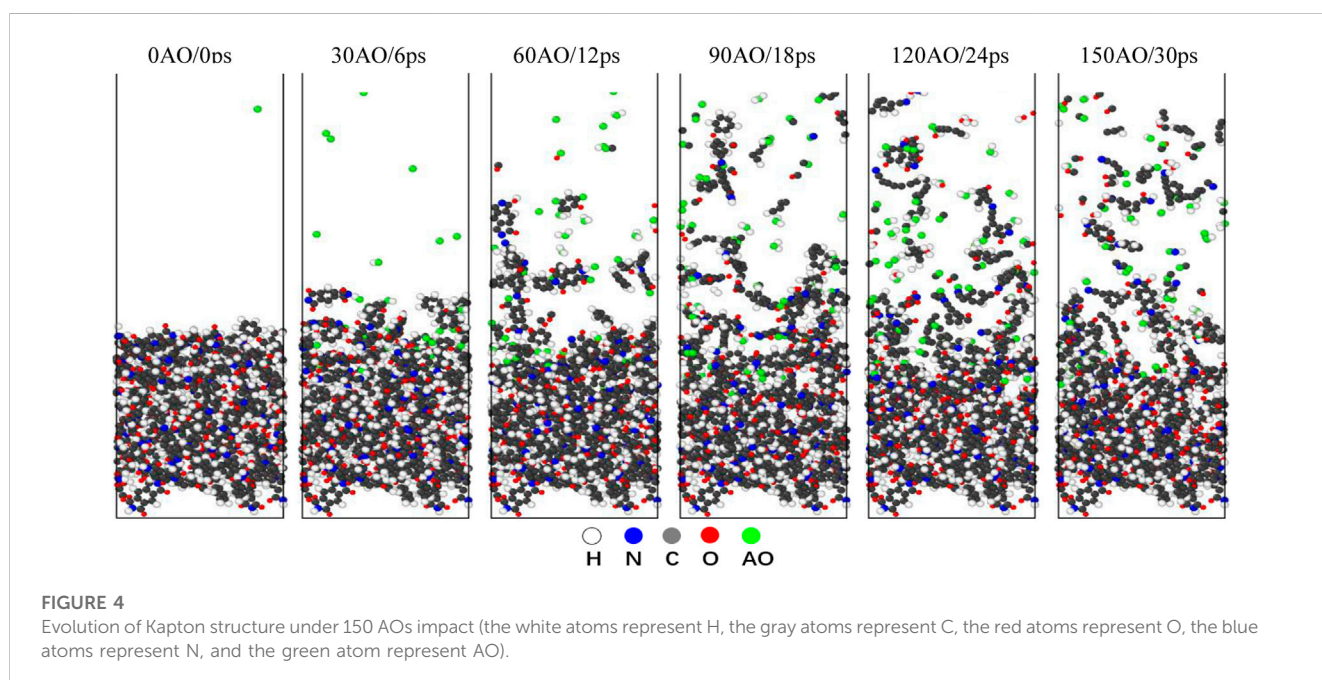 0AO/0ps 30AO/6ps 60AO/12ps 90AO/18ps 120AO/24ps 150AO/30ps
H N C O AO
FIGURE 4
Evolution of Kapton structure under 150 AOs impact (the white atoms represent H, the gray atoms represent C, the red atoms represent O, the blue
atoms represent N, and the green atom represent AO).